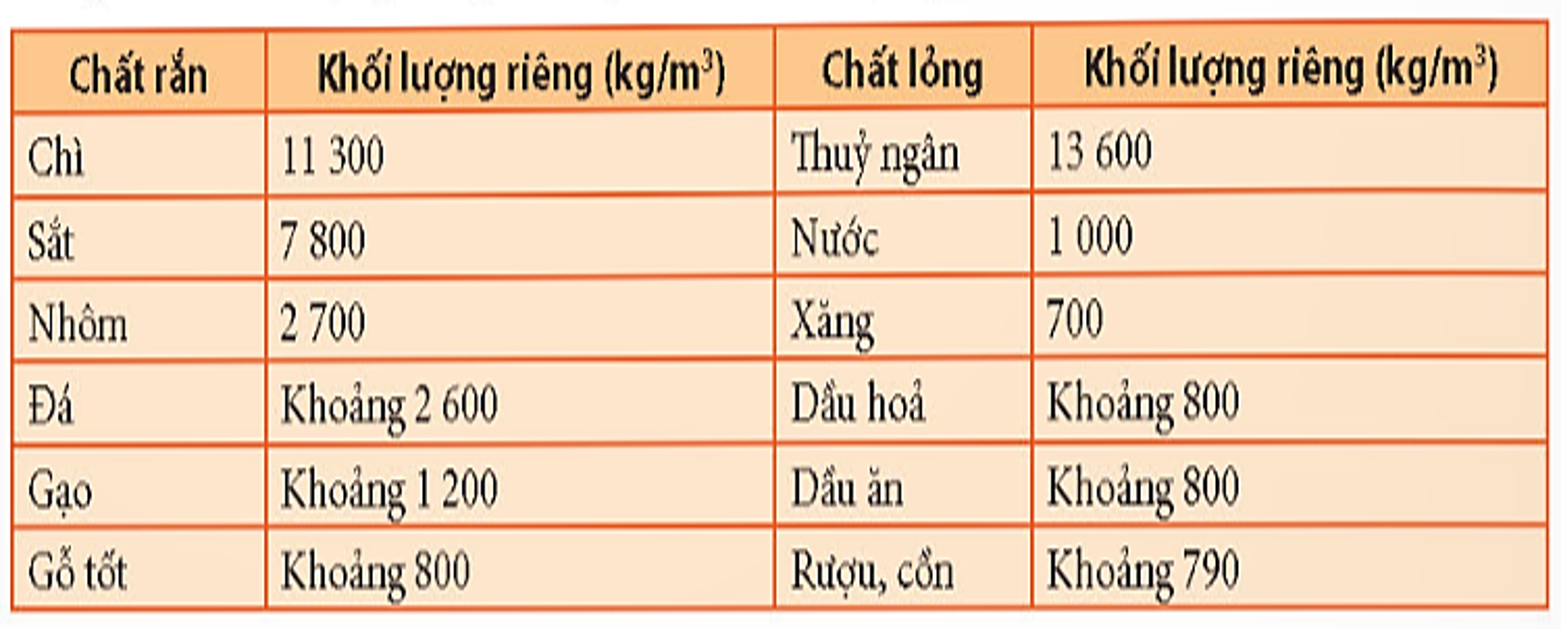 Chất rắn Khối lượng riêng (kg/m³) Chất lỏng Khối lượng riêng (kg/m³)
Chì 11 300 Thuỷ ngân 13 600
Sắt 7 800 Nước 1 000
Nhôm 2 700 Xăng 700
Đá Khoảng 2 600 Dầu hoả Khoảng 800
Gạo Khoảng 1 200 Dầu ăn Khoảng 800
Gỗ tốt Khoảng 800 Rượu, cồn Khoảng 790